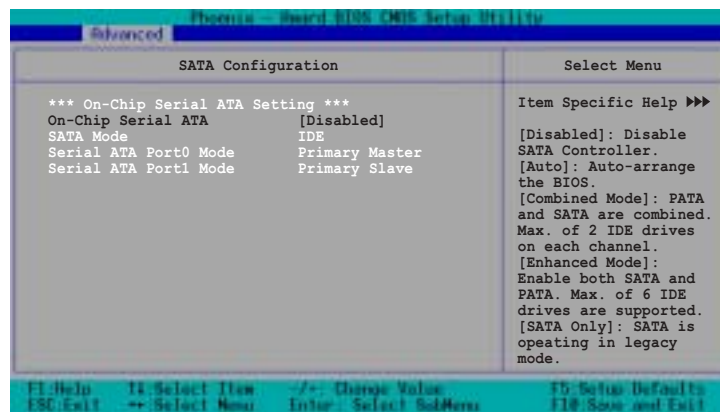 Phoenix - Award BIOS CMOS Setup Utility
Advanced
SATA Configuration
Select Menu
*** On-Chip Serial ATA Setting ***
On-Chip Serial ATA [Disabled]
SATA Mode IDE
Serial ATA Port0 Mode Primary Master
Serial ATA Port1 Mode Primary Slave
Item Specific Help ▶▶▶
[Disabled]: Disable
SATA Controller.
[Auto]: Auto-arrange
the BIOS.
[Combined Mode]: PATA
and SATA are combined.
Max. of 2 IDE drives
on each channel.
[Enhanced Mode]:
Enable both SATA and
PATA. Max. of 6 IDE
drives are supported.
[SATA Only]: SATA is
opeating in legacy
mode.
F1:Help ↑↓ Select Item -/+: Change Value F5:Setup Defaults
ESC:Exit ↔ Select Menu Enter: Select SubMenu F10 Save and Exit